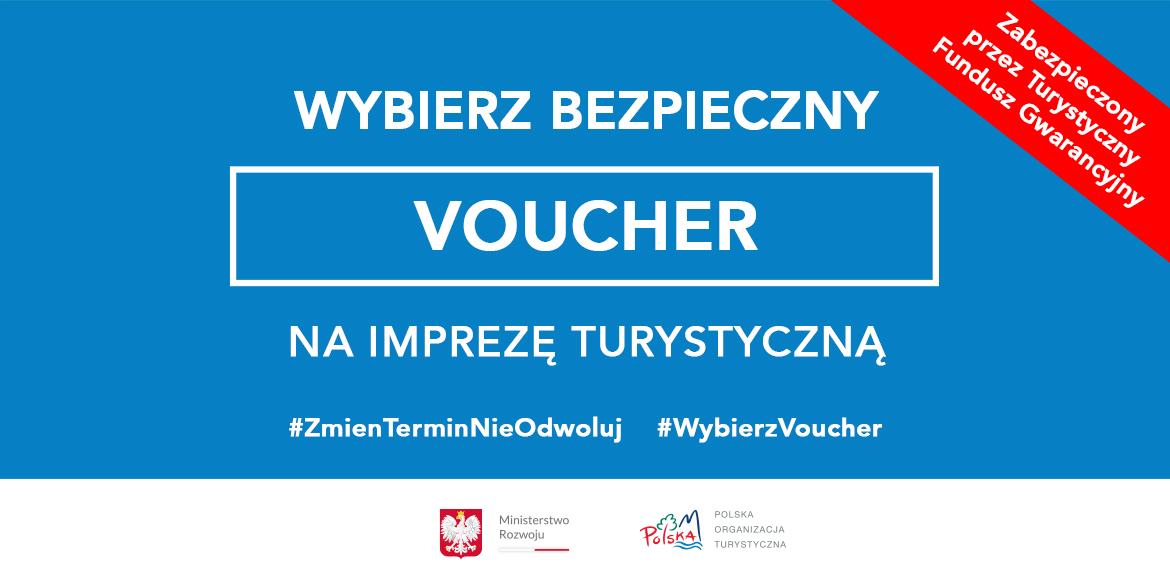 Zabezpieczony
przez Turystyczny
Fundusz Gwarancyjny
WYBIERZ BEZPIECZNY
VOUCHER
NA IMPREZĘ TURYSTYCZNĄ
#ZmienTerminNieOdwoluj #WybierzVoucher
Ministerstwo
Rozwoju
POLSKA
POLSKA
ORGANIZACJA
TURYSTYCZNA